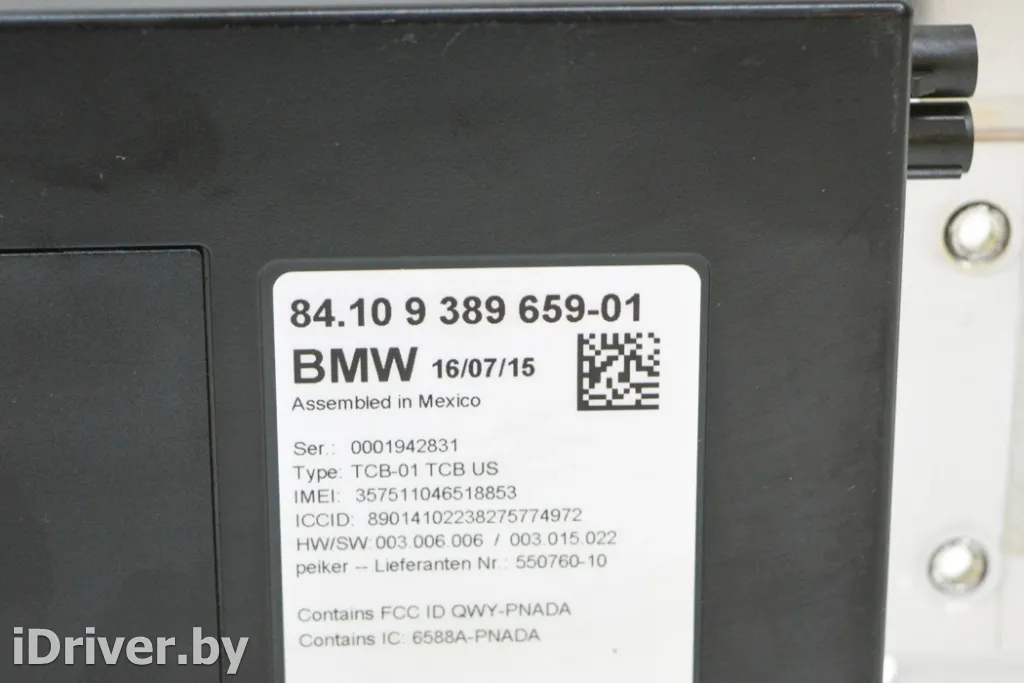 84.10 9 389 659-01
BMW 16/07/15
Assembled in Mexico
Ser.: 0001942831
Type: TCB-01 TCB US
IMEI: 357511046518853
ICCID: 89014102238275774972
HW/SW: 003.006.006 / 003.015.022
peiker -- Lieferanten Nr.: 550760-10
Contains FCC ID QWY-PNADA
Contains IC: 6588A-PNADA
iDriver.by